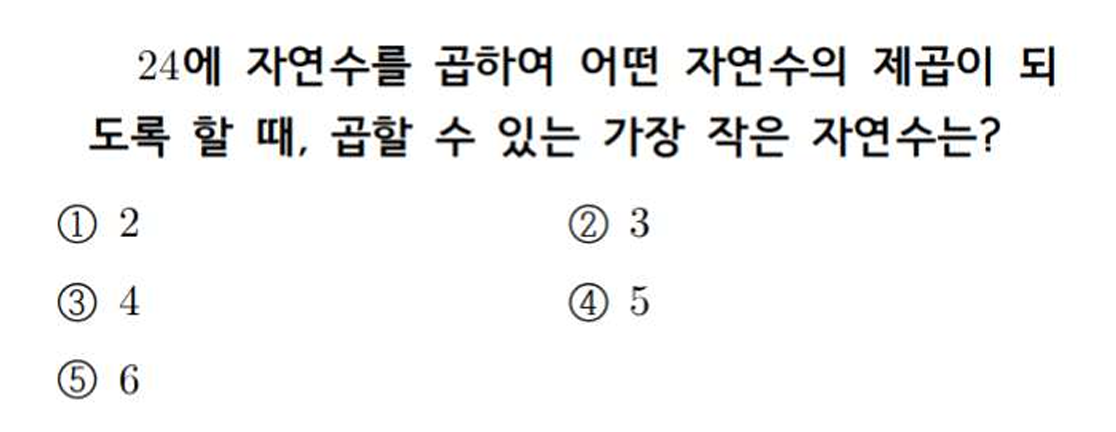 24에 자연수를 곱하여 어떤 자연수의 제곱이 되
도록 할 때, 곱할 수 있는 가장 작은 자연수는?
① 2 ② 3
③ 4 ④ 5
⑤ 6